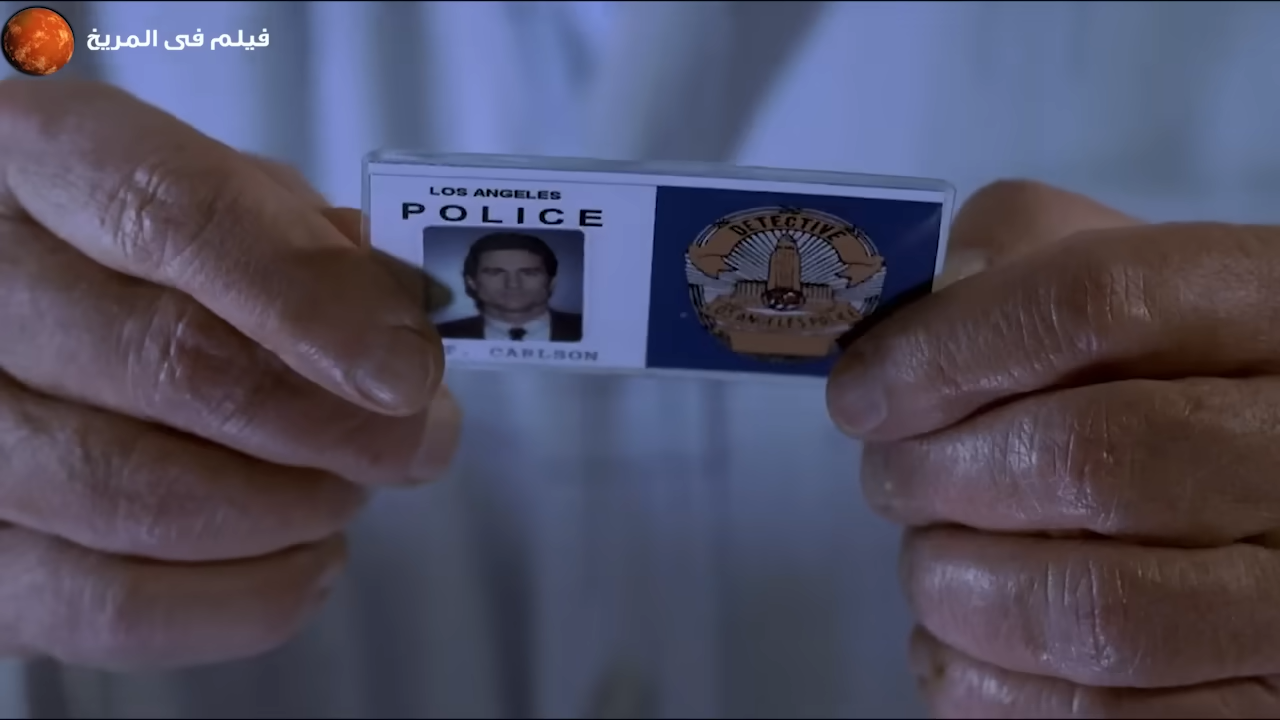 فيلم فى المريخ
LOS ANGELES
POLICE
F. CARLSON
DETECTIVE